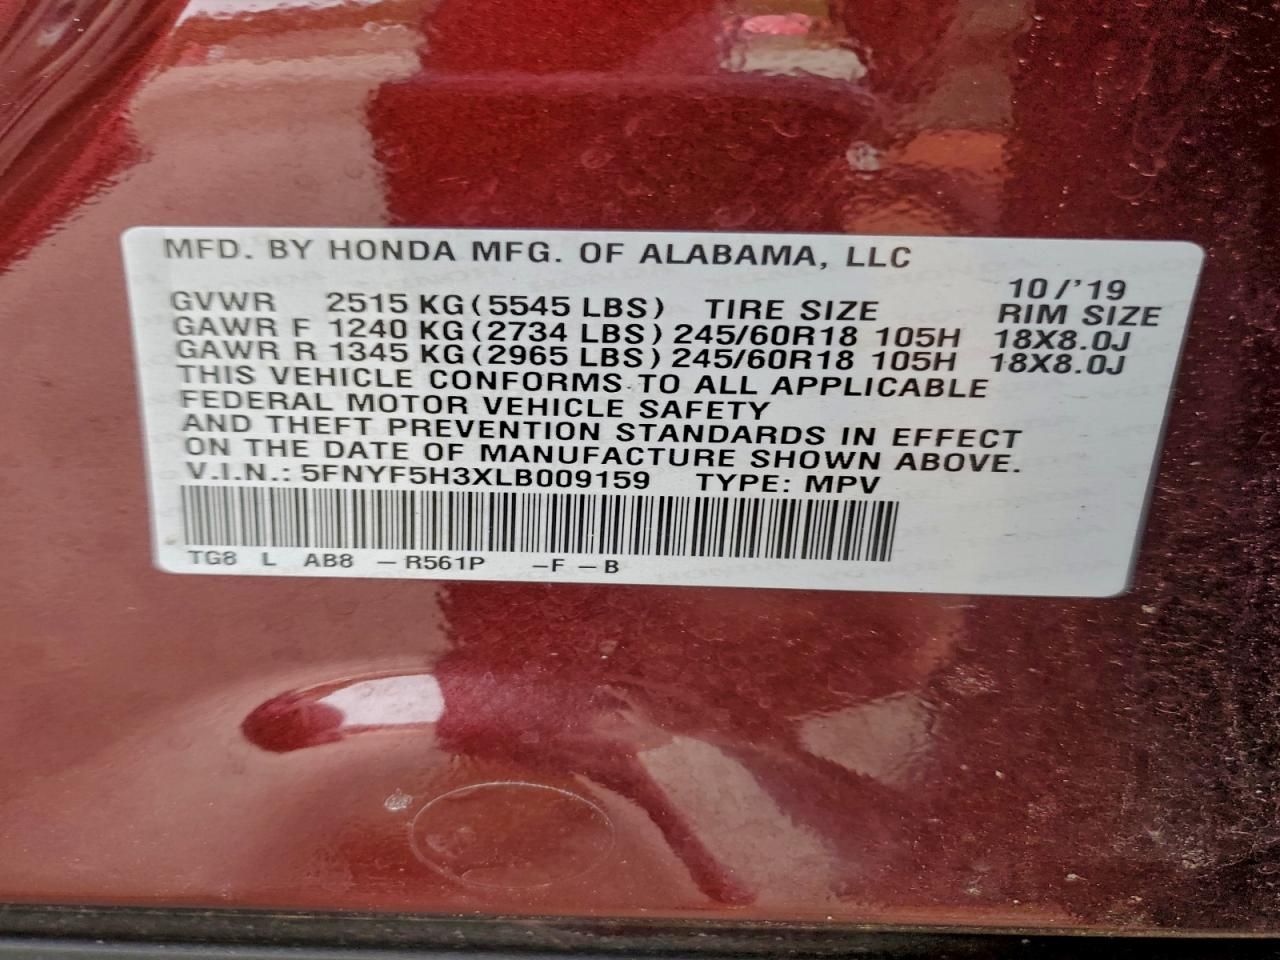 MFD. BY HONDA MFG. OF ALABAMA, LLC
10/'19
GVWR 2515 KG (5545 LBS) TIRE SIZE RIM SIZE
GAWR F 1240 KG (2734 LBS) 245/60R18 105H 18X8.0J
GAWR R 1345 KG (2965 LBS) 245/60R18 105H 18X8.0J
THIS VEHICLE CONFORMS TO ALL APPLICABLE
FEDERAL MOTOR VEHICLE SAFETY
AND THEFT PREVENTION STANDARDS IN EFFECT
ON THE DATE OF MANUFACTURE SHOWN ABOVE.
V.I.N.: 5FNYF5H3XLB009159 TYPE: MPV
TG8 L AB8 – R561P –F – B